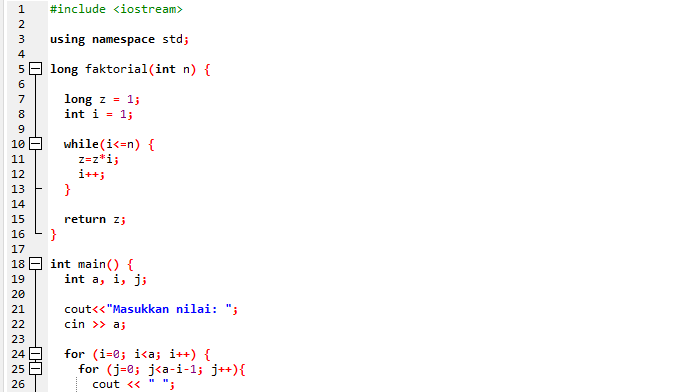 1 #include <iostream>
2
3 using namespace std;
4
5 long faktorial(int n) {
6
7 long z = 1;
8 int i = 1;
9
10 while(i<=n) {
11 z=z*i;
12 i++;
13 }
14
15 return z;
16 }
17
18 int main() {
19 int a, i, j;
20
21 cout<<"Masukkan nilai: ";
22 cin >> a;
23
24 for (i=0; i<a; i++) {
25 for (j=0; j<a-i-1; j++){
26 cout << " ";